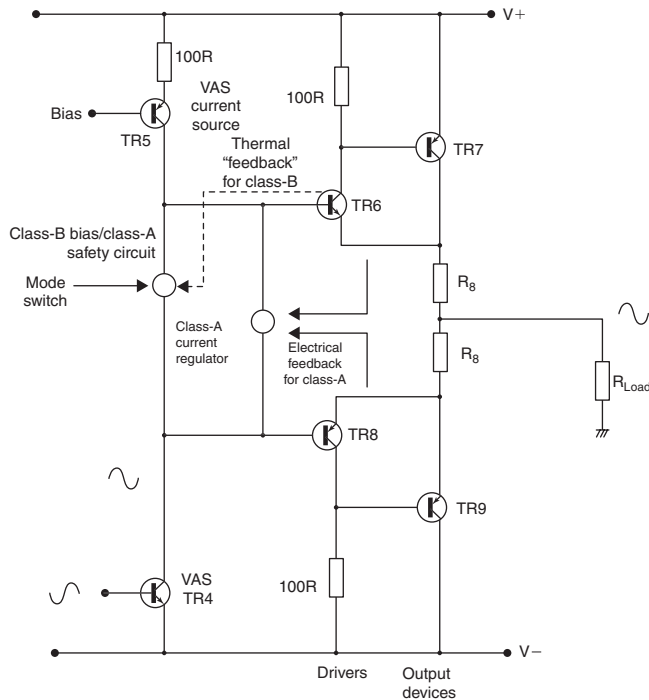 V+
100R
VAS
current
source
100R
Bias
TR5
TR7
Thermal
"feedback"
for class-B
TR6
Class-B bias/class-A
safety circuit
Mode
switch
R8
Class-A
current
regulator
Electrical
feedback
for class-A
R8
RLoad
TR8
TR9
VAS
TR4
100R
V−
Drivers
Output
devices